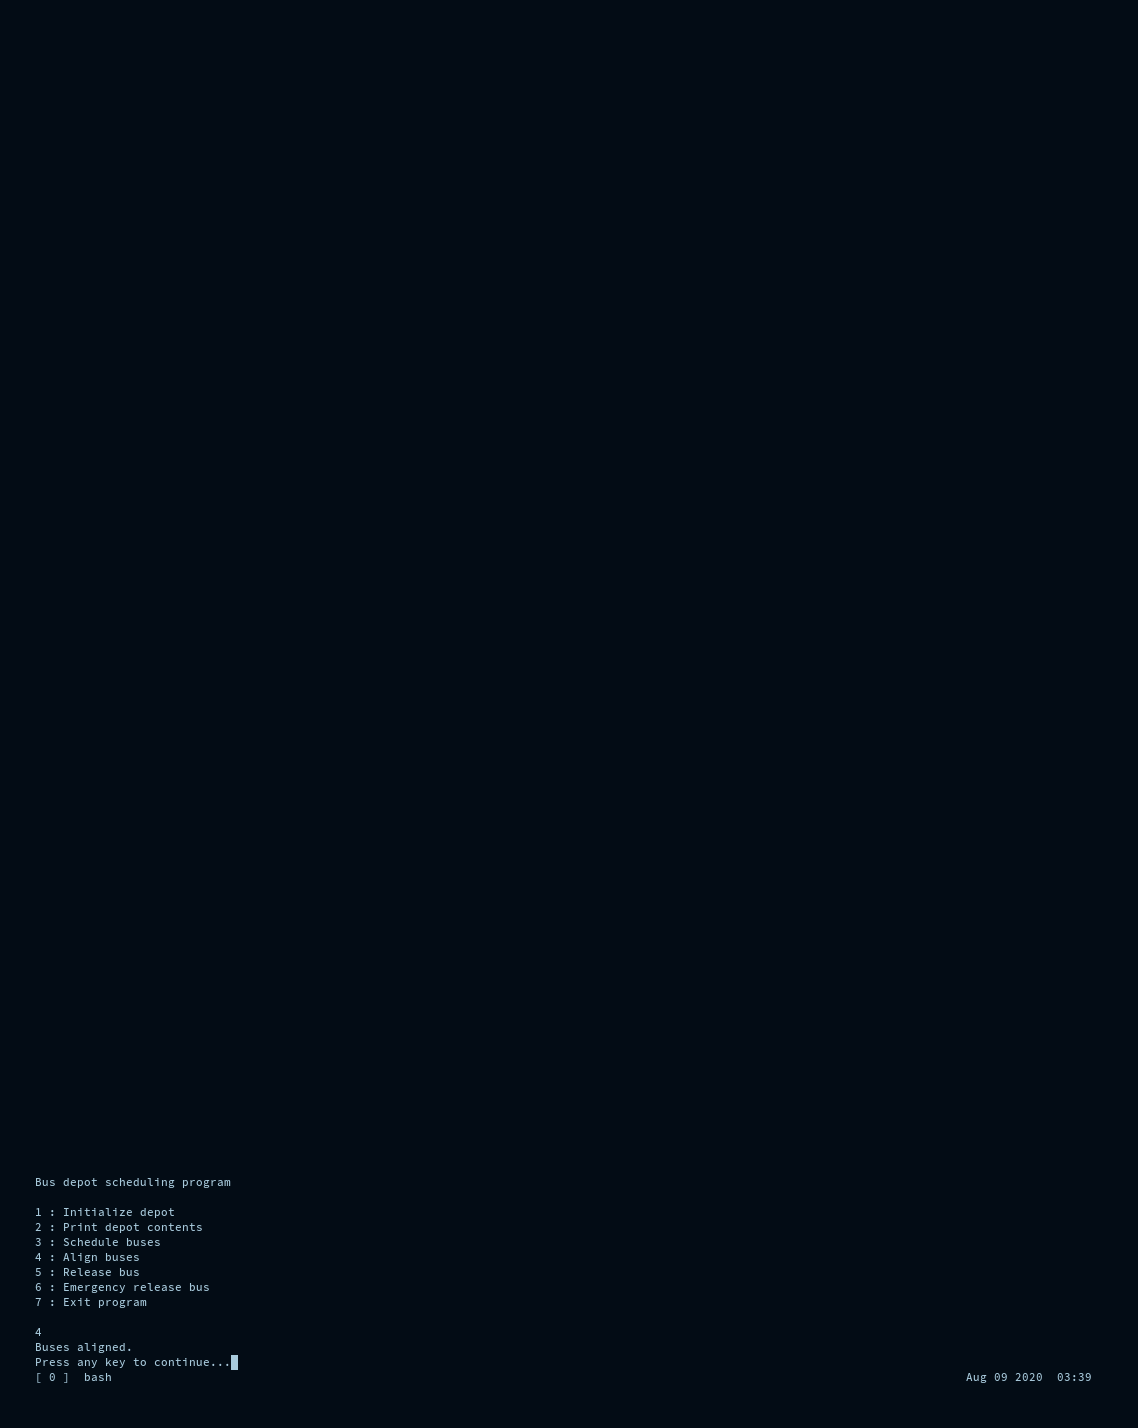 Bus depot scheduling program
1 : Initialize depot
2 : Print depot contents
3 : Schedule buses
4 : Align buses
5 : Release bus
6 : Emergency release bus
7 : Exit program
4
Buses aligned.
Press any key to continue...
[ 0 ]  bash Aug 09 2020  03:39